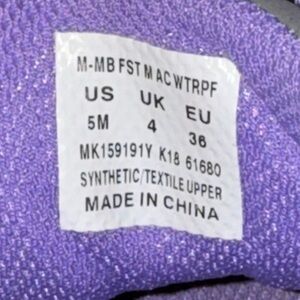 M-MB FST M AC WTRPF
US UK EU
5M 4 36
MK159191Y K18 61680
SYNTHETIC/TEXTILE UPPER
MADE IN CHINA